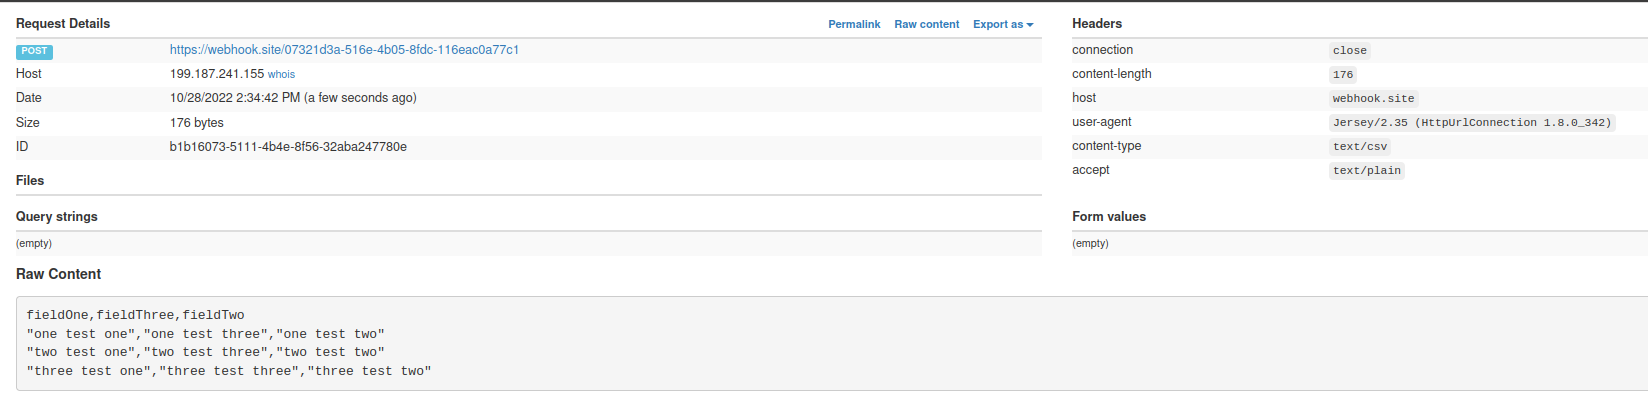 Request Details Permalink Raw content Export as
POST https://webhook.site/07321d3a-516e-4b05-8fdc-116eac0a77c1
Host 199.187.241.155 whois
Date 10/28/2022 2:34:42 PM (a few seconds ago)
Size 176 bytes
ID b1b16073-5111-4b4e-8f56-32aba247780e
Files
Query strings
(empty)
Headers
connection close
content-length 176
host webhook.site
user-agent Jersey/2.35 (HttpUrlConnection 1.8.0_342)
content-type text/csv
accept text/plain
Form values
(empty)
Raw Content
fieldOne,fieldThree,fieldTwo
"one test one","one test three","one test two"
"two test one","two test three","two test two"
"three test one","three test three","three test two"